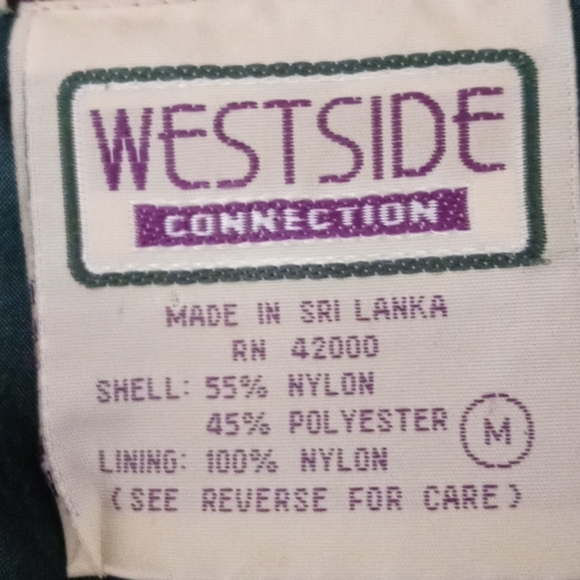 WESTSIDE
CONNECTION
MADE IN SRI LANKA
RN 42000
SHELL: 55% NYLON
45% POLYESTER
M
LINING: 100% NYLON
(SEE REVERSE FOR CARE)